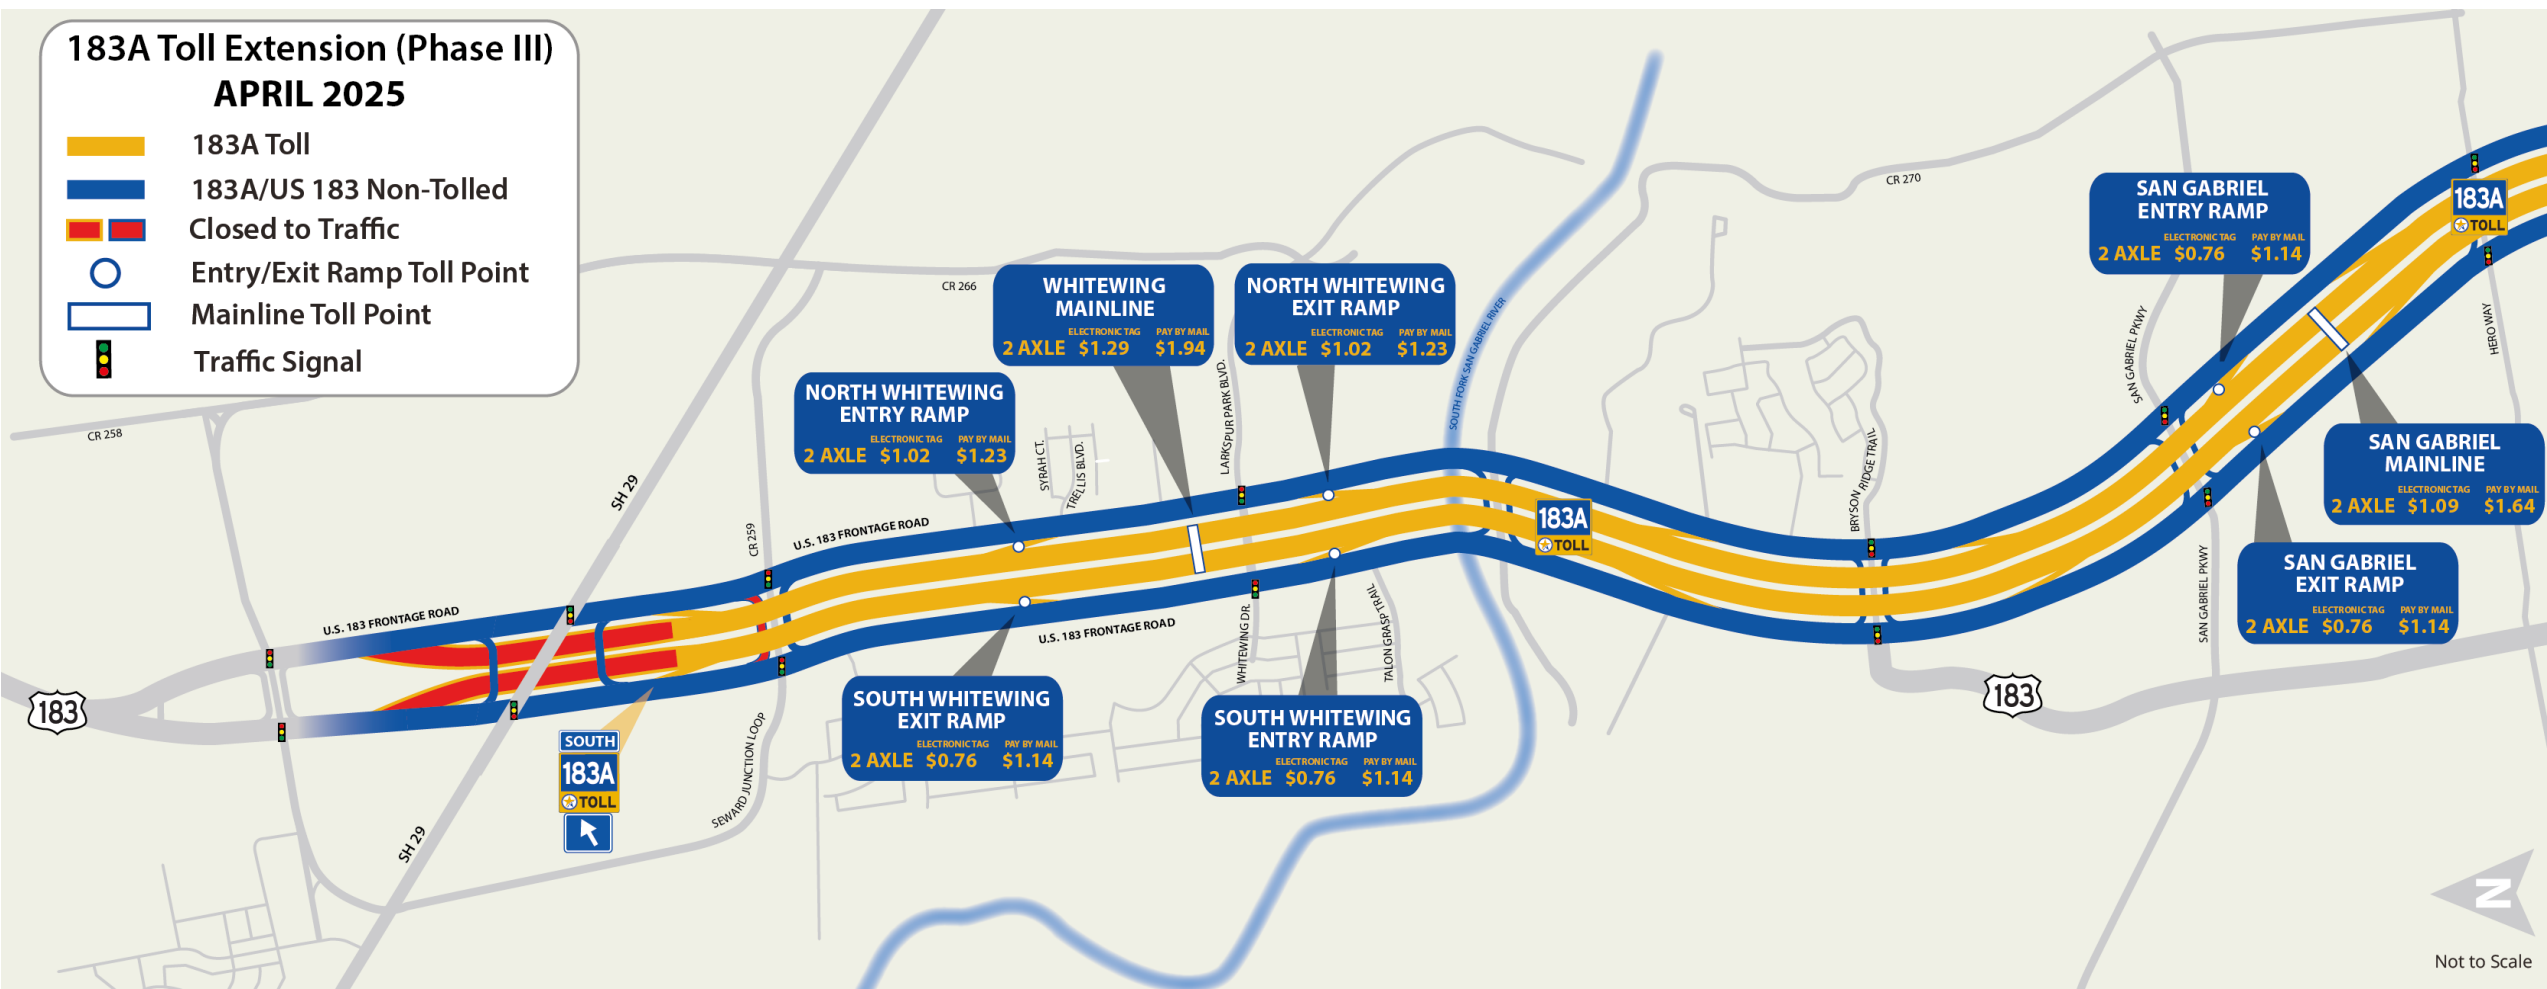 183A Toll Extension (Phase III)
APRIL 2025
183A Toll
183A/US 183 Non-Tolled
Closed to Traffic
Entry/Exit Ramp Toll Point
Mainline Toll Point
Traffic Signal
CR 258
SH 29
CR 266
CR 270
WHITEWING
MAINLINE
ELECTRONIC TAG PAY BY MAIL
2 AXLE $1.29 $1.94
NORTH WHITEWING
EXIT RAMP
ELECTRONIC TAG PAY BY MAIL
2 AXLE $1.02 $1.23
SAN GABRIEL
ENTRY RAMP
ELECTRONIC TAG PAY BY MAIL
2 AXLE $0.76 $1.14
183A
TOLL
NORTH WHITEWING
ENTRY RAMP
ELECTRONIC TAG PAY BY MAIL
2 AXLE $1.02 $1.23
SYRAH CT.
TRELLIS BLVD.
LARKSPUR PARK BLVD.
SOUTH FORK SAN GABRIEL RIVER
SAN GABRIEL PKWY
HERO WAY
BRYSON RIDGE TRAIL
SAN GABRIEL
MAINLINE
ELECTRONIC TAG PAY BY MAIL
2 AXLE $1.09 $1.64
CR 259
U.S. 183 FRONTAGE ROAD
183A
TOLL
U.S. 183 FRONTAGE ROAD
U.S. 183 FRONTAGE ROAD
WHITEWING DR.
TALON GRASP TRAIL
SAN GABRIEL PKWY
SAN GABRIEL
EXIT RAMP
ELECTRONIC TAG PAY BY MAIL
2 AXLE $0.76 $1.14
183
SOUTH
183A
TOLL
SEWARD JUNCTION LOOP
SOUTH WHITEWING
EXIT RAMP
ELECTRONIC TAG PAY BY MAIL
2 AXLE $0.76 $1.14
SOUTH WHITEWING
ENTRY RAMP
ELECTRONIC TAG PAY BY MAIL
2 AXLE $0.76 $1.14
183
SH 29
N
Not to Scale